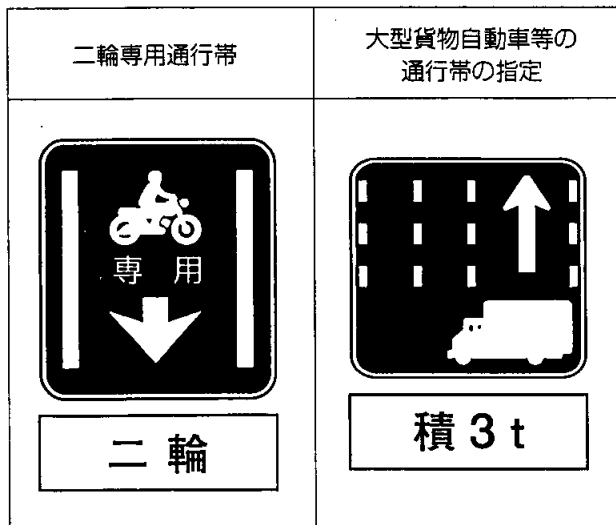 二輪専用通行帯
大型貨物自動車等の
通行帯の指定
専用
二輪
積3t